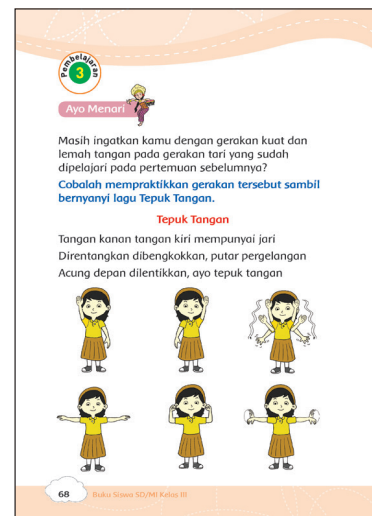 Pembelajaran
3
Ayo Menari
Masih ingatkan kamu dengan gerakan kuat dan
lemah tangan pada gerakan tari yang sudah
dipelajari pada pertemuan sebelumnya?
Cobalah mempraktikkan gerakan tersebut sambil
bernyanyi lagu Tepuk Tangan.
Tepuk Tangan
Tangan kanan tangan kiri mempunyai jari
Direntangkan dibengkokkan, putar pergelangan
Acung depan dilentikkan, ayo tepuk tangan
68
Buku Siswa SD/MI Kelas III